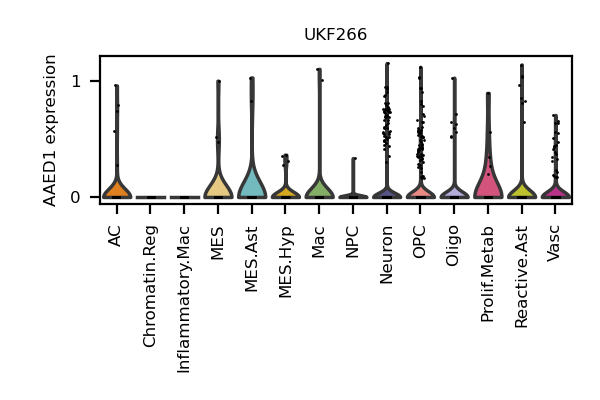 UKF266
AAED1 expression
1
0
AC
Chromatin.Reg
Inflammatory.Mac
MES
MES.Ast
MES.Hyp
Mac
NPC
Neuron
OPC
Oligo
Prolif.Metab
Reactive.Ast
Vasc